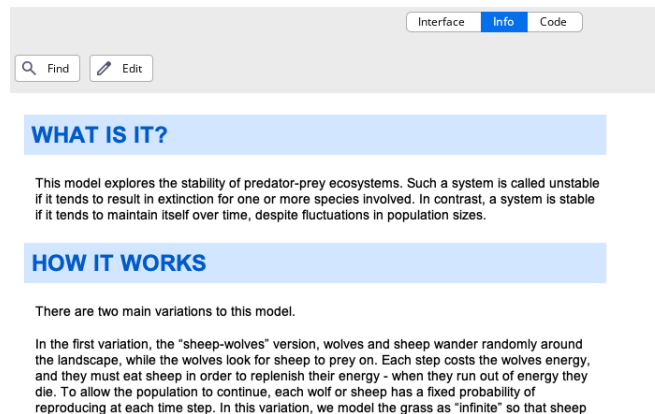 Interface Info Code
Find Edit
WHAT IS IT?
This model explores the stability of predator-prey ecosystems. Such a system is called unstable
if it tends to result in extinction for one or more species involved. In contrast, a system is stable
if it tends to maintain itself over time, despite fluctuations in population sizes.
HOW IT WORKS
There are two main variations to this model.
In the first variation, the “sheep-wolves” version, wolves and sheep wander randomly around
the landscape, while the wolves look for sheep to prey on. Each step costs the wolves energy,
and they must eat sheep in order to replenish their energy - when they run out of energy they
die. To allow the population to continue, each wolf or sheep has a fixed probability of
reproducing at each time step. In this variation, we model the grass as “infinite” so that sheep